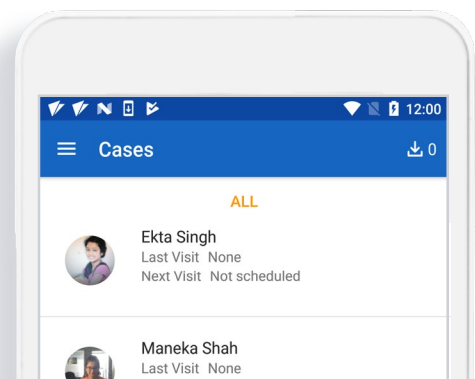 12:00
Cases 0
ALL
Ekta Singh
Last Visit None
Next Visit Not scheduled
Maneka Shah
Last Visit None